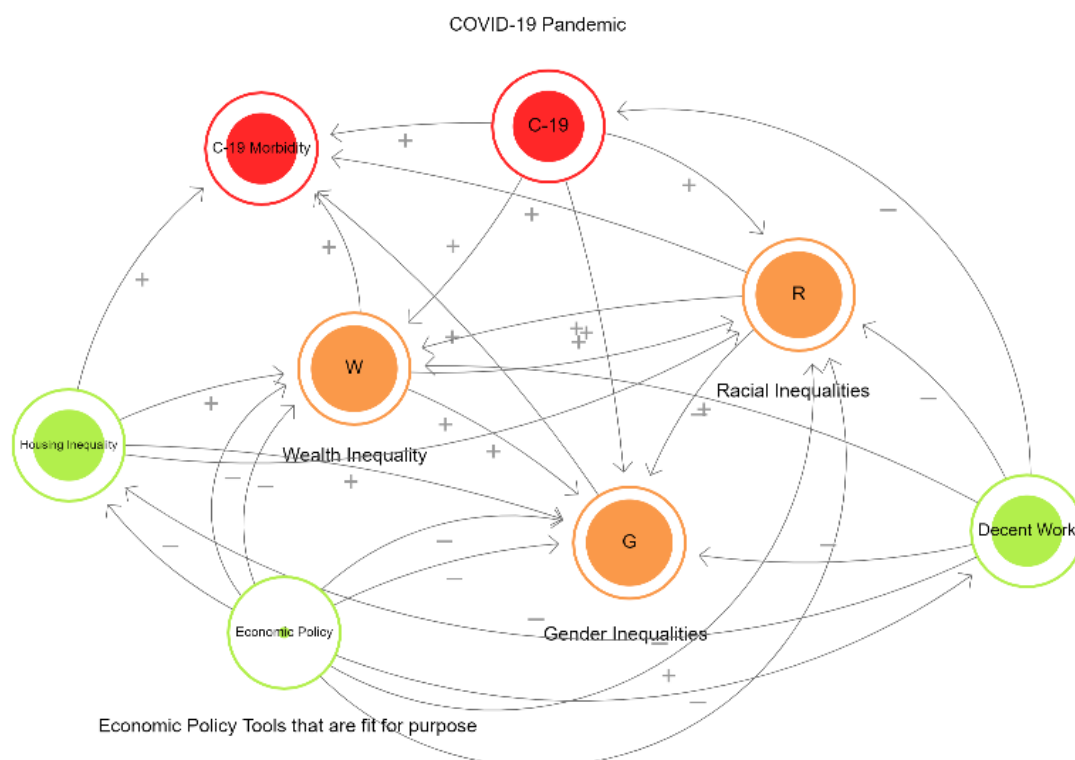 COVID-19 Pandemic
C-19
C-19 Morbidity
+
+
+
−
+
+
+
R
+
+
+
+
+
W
Racial Inequalities
−
+
−
+
+
+
Housing Inequality
Wealth Inequality
+
−
−
+
Decent Work
G
−
−
−
−
−
Economic Policy
Gender Inequalities
−
+
−
Economic Policy Tools that are fit for purpose